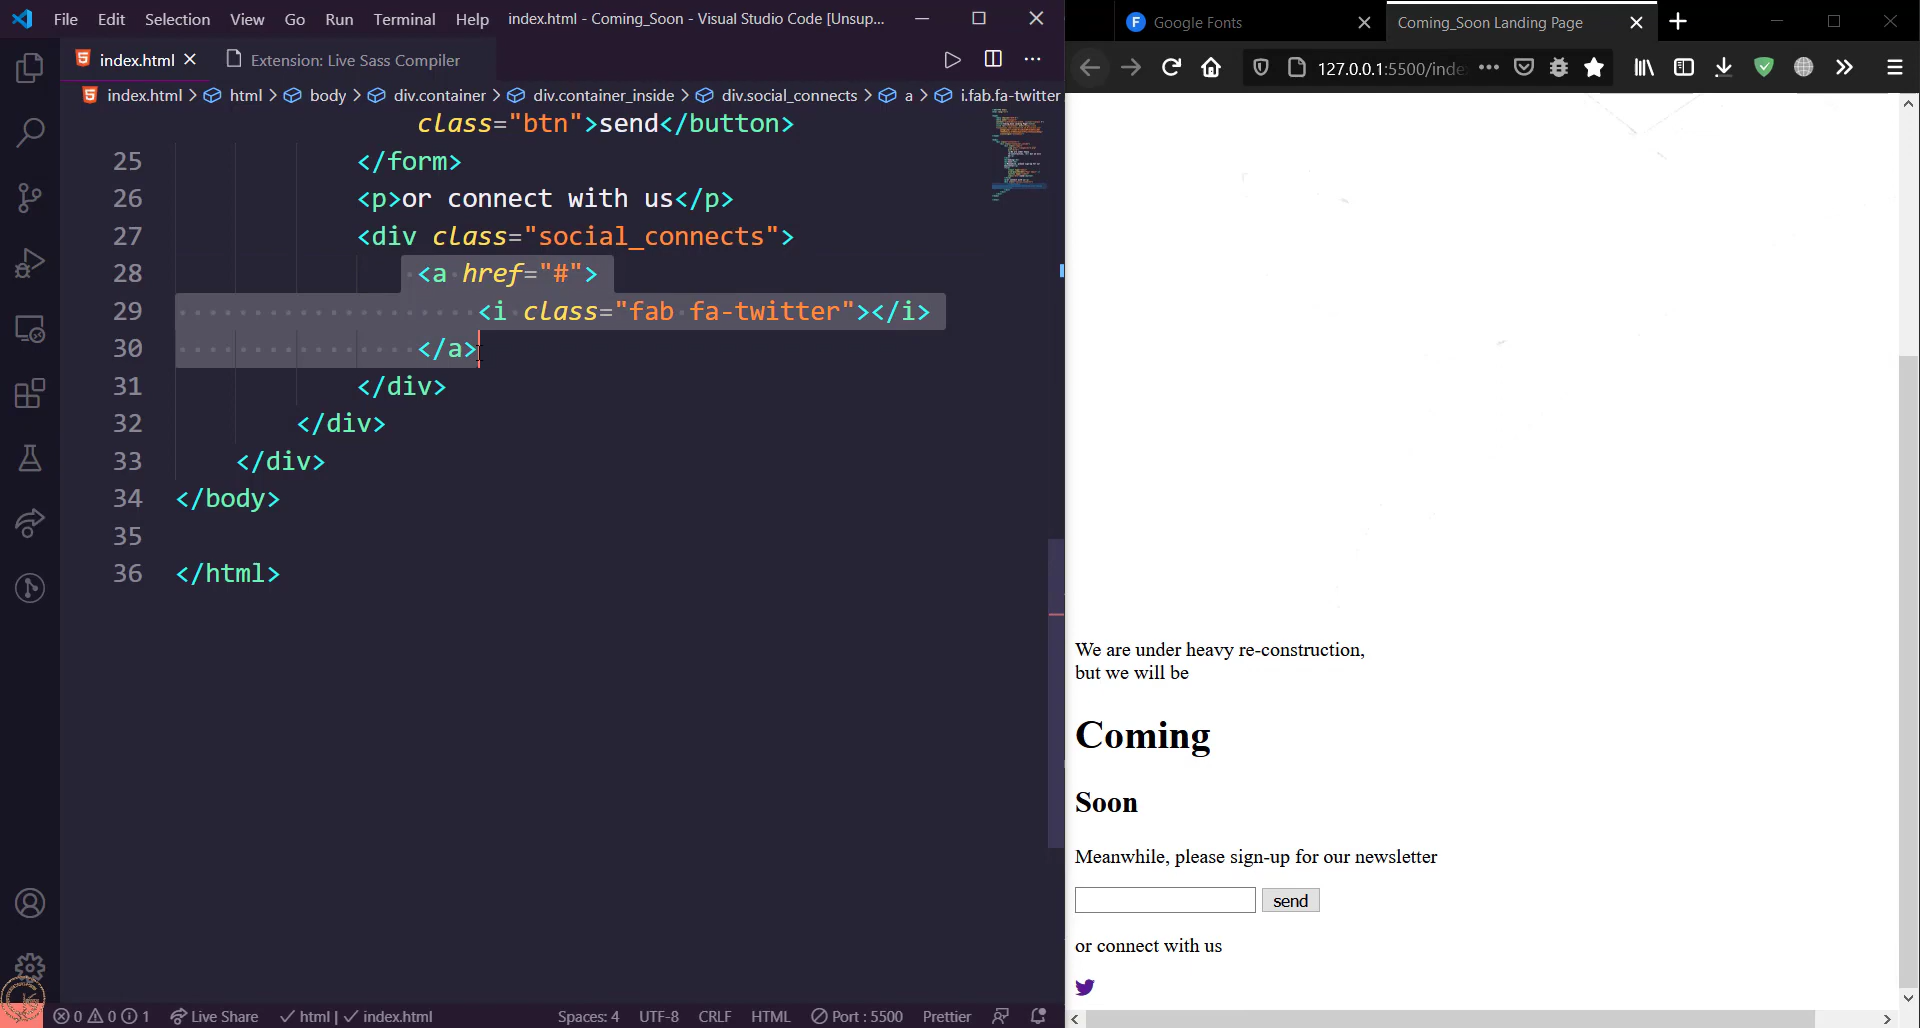 File Edit Selection View Go Run Terminal Help index.html - Coming_Soon - Visual Studio Code [Unsup...
index.html Extension: Live Sass Compiler
index.html > html > body > div.container > div.container_inside > div.social_connects > a > i.fab.fa-twitter
class="btn">send</button>
25 </form>
26 <p>or connect with us</p>
27 <div class="social_connects">
28 <a href="#">
29 <i class="fab fa-twitter"></i>
30 </a>
31 </div>
32 </div>
33 </div>
34 </body>
35
36 </html>
0 0 1 Live Share html | index.html Spaces: 4 UTF-8 CRLF HTML Port : 5500 Prettier
Google Fonts Coming_Soon Landing Page
127.0.0.1:5500/inde
We are under heavy re-construction,
but we will be
Coming
Soon
Meanwhile, please sign-up for our newsletter
send
or connect with us